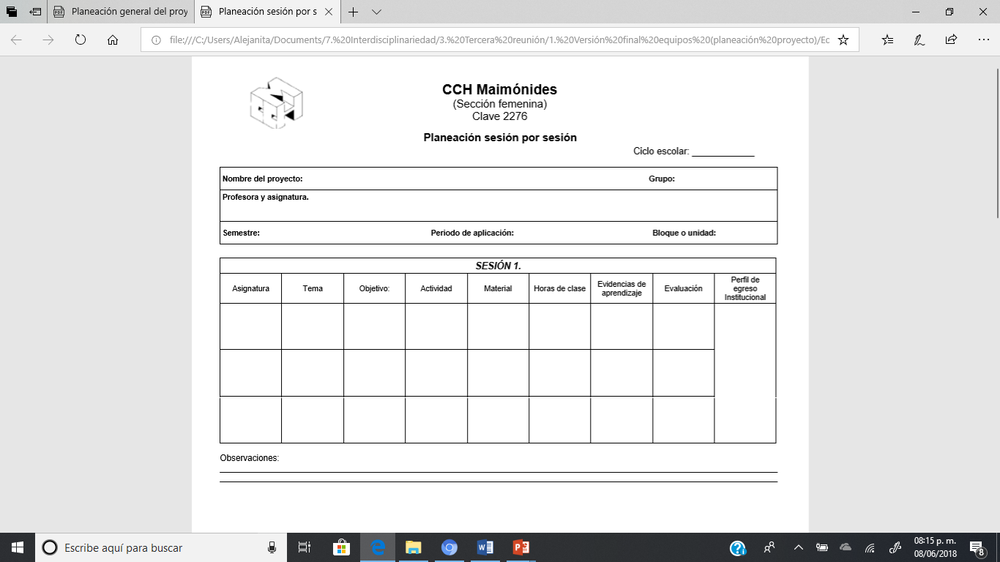 Planeación general del proy
Planeación sesión por s
file:///C:/Users/Alejanita/Documents/7.%20Interdisciplinariedad/3.%20Tercera%20reunión/1.%20Versión%20final%20equipos%20(planeación%20proyecto)/Ec
CCH Maimónides
(Sección femenina)
Clave 2276
Planeación sesión por sesión
Ciclo escolar: ____________
Nombre del proyecto: Grupo:
Profesora y asignatura.
Semestre: Periodo de aplicación: Bloque o unidad:
SESIÓN 1.
Asignatura Tema Objetivo: Actividad Material Horas de clase Evidencias de aprendizaje Evaluación Perfil de egreso Institucional
Observaciones:
Escribe aquí para buscar
08:15 p. m.
08/06/2018
8